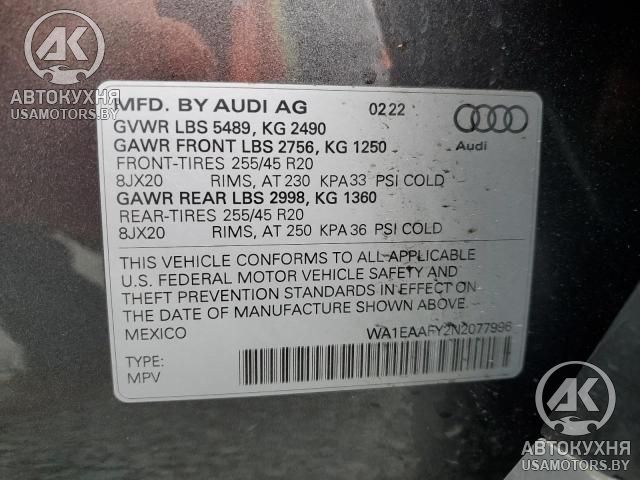 АК
АВТОКУХНЯ
USAMOTORS.BY
MFD. BY AUDI AG 0222
GVWR LBS 5489, KG 2490
GAWR FRONT LBS 2756, KG 1250
FRONT-TIRES 255/45 R20
8JX20 RIMS, AT 230 KPA 33 PSI COLD
GAWR REAR LBS 2998, KG 1360
REAR-TIRES 255/45 R20
8JX20 RIMS, AT 250 KPA 36 PSI COLD
Audi
THIS VEHICLE CONFORMS TO ALL APPLICABLE
U.S. FEDERAL MOTOR VEHICLE SAFETY AND
THEFT PREVENTION STANDARDS IN EFFECT ON
THE DATE OF MANUFACTURE SHOWN ABOVE.
MEXICO WA1EAAFY2N2077996
TYPE:
MPV
АК
АВТОКУХНЯ
USAMOTORS.BY